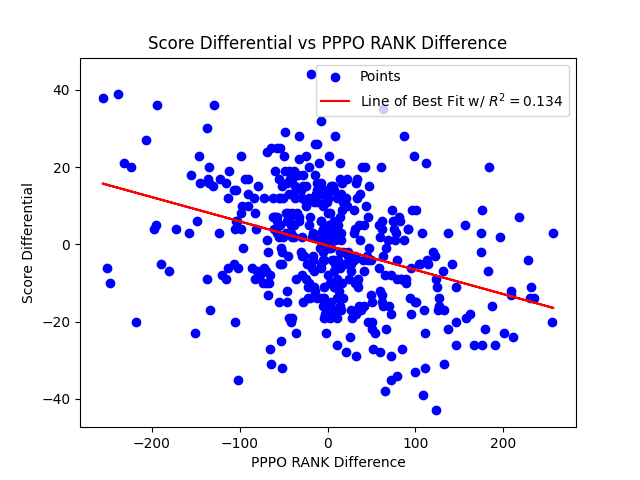 Score Differential vs PPPO RANK Difference
Points
Line of Best Fit w/ R² = 0.134
Score Differential
40
20
0
−20
−40
−200
−100
0
100
200
PPPO RANK Difference